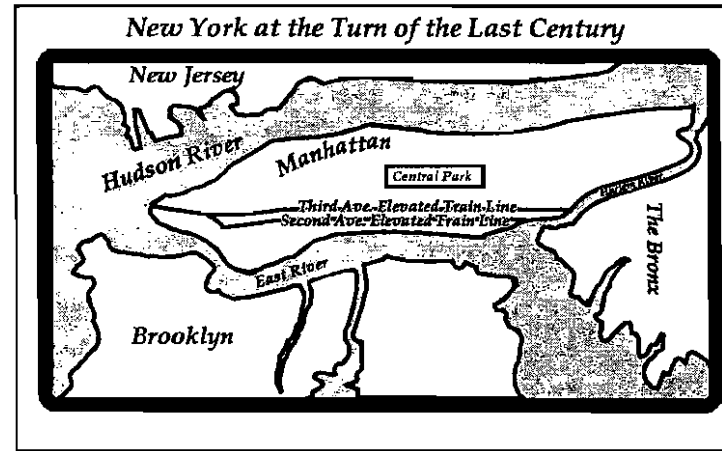 New York at the Turn of the Last Century
New Jersey
Hudson River
Manhattan
Central Park
Harlem River
Third Ave. Elevated Train Line
Second Ave. Elevated Train Line
The Bronx
East River
Brooklyn